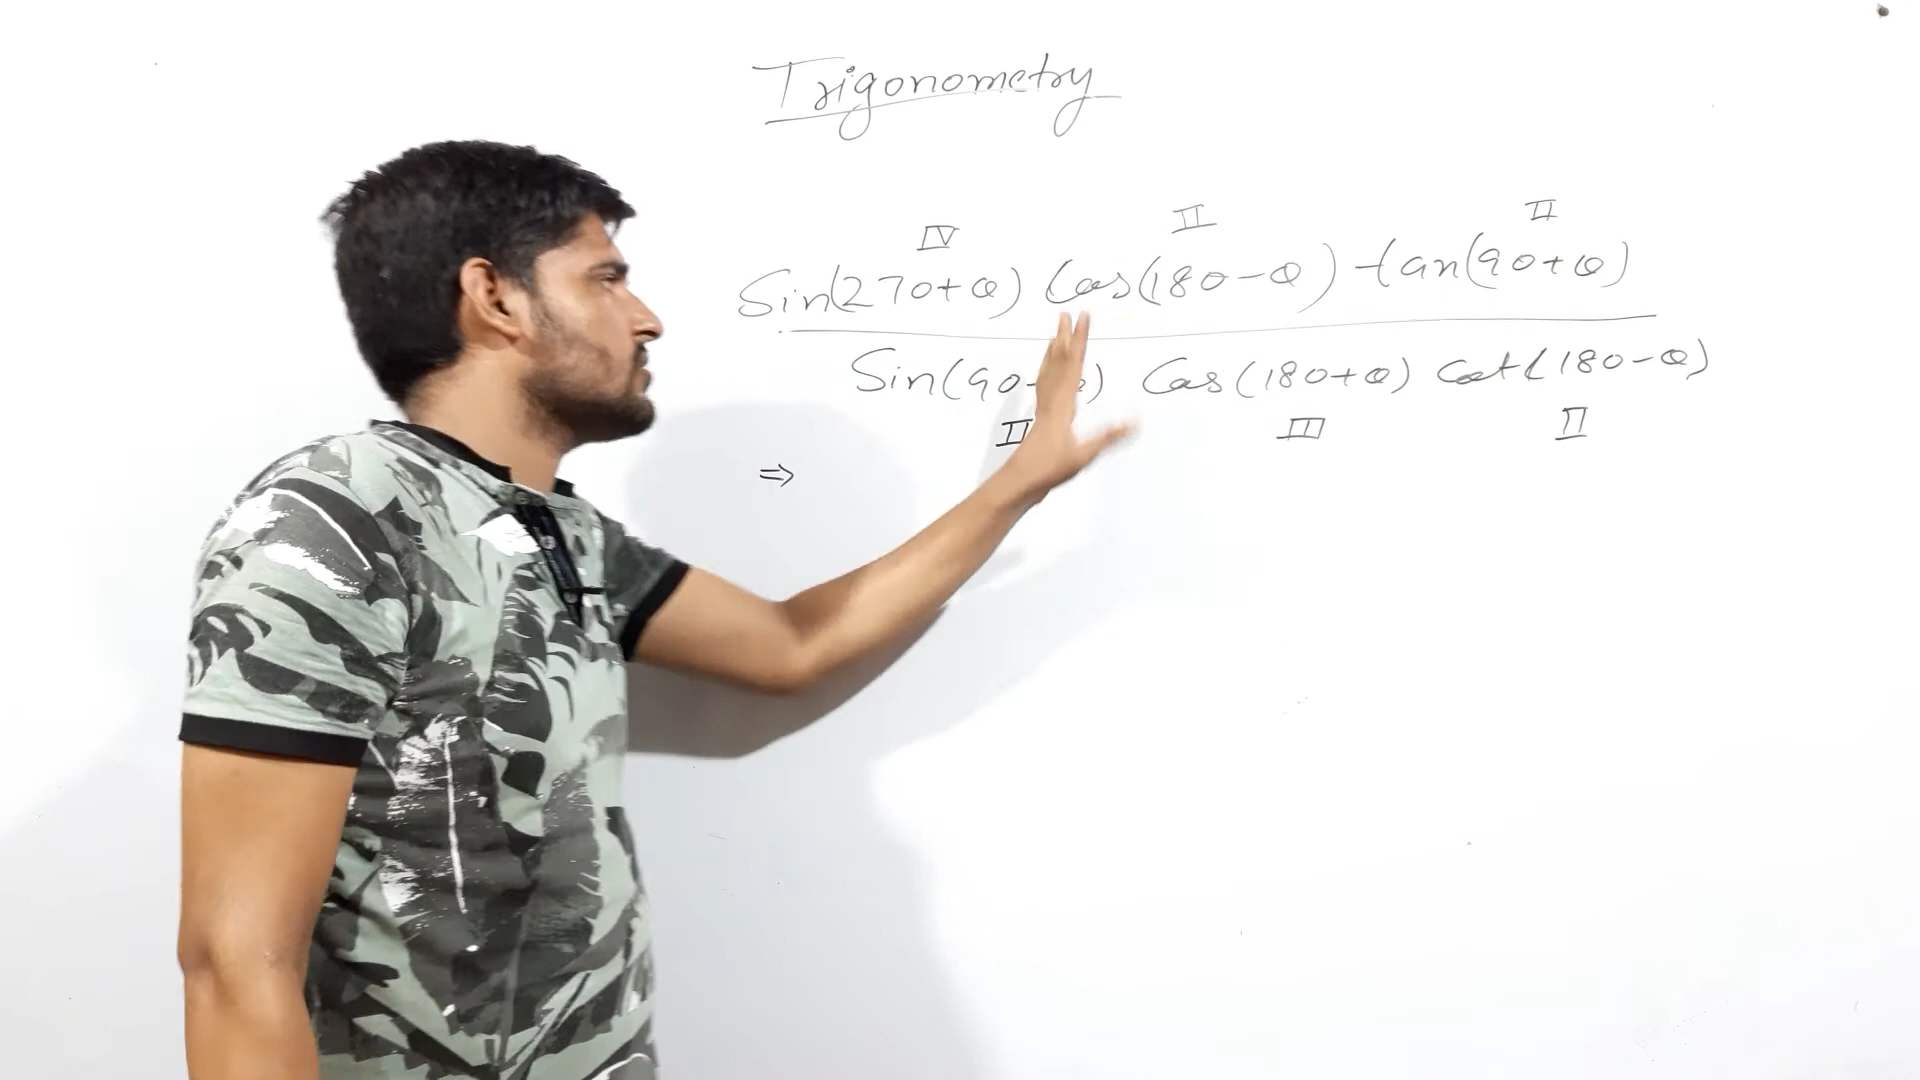 Trigonometry
IV II II
Sin(270+θ) Cos(180-θ) tan(90+θ)
Sin(90 θ) Cos(180+θ) Cot(180-θ)
II III II
⇒